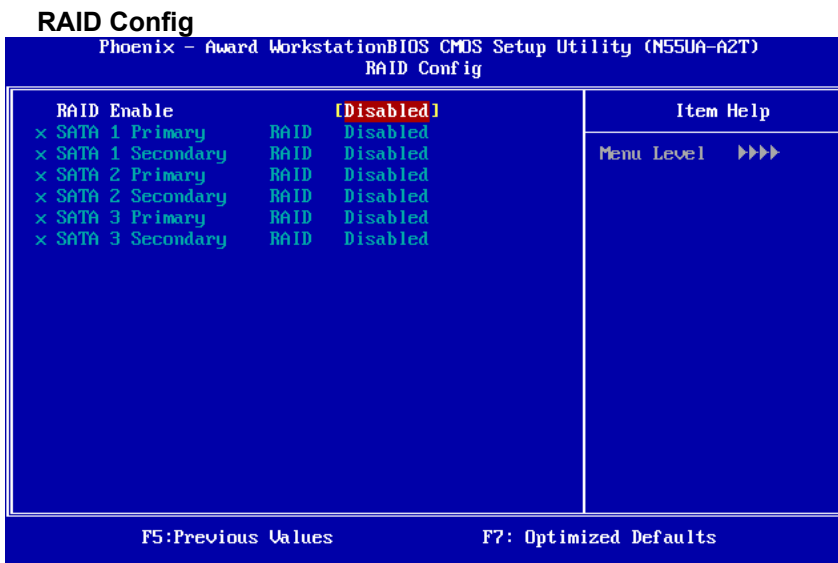 RAID Config
Phoenix - Award WorkstationBIOS CMOS Setup Utility (N55UA-A2T)
RAID Config
RAID Enable [Disabled] Item Help
x SATA 1 Primary RAID Disabled
x SATA 1 Secondary RAID Disabled Menu Level ▶▶▶▶
x SATA 2 Primary RAID Disabled
x SATA 2 Secondary RAID Disabled
x SATA 3 Primary RAID Disabled
x SATA 3 Secondary RAID Disabled
F5:Previous Values F7: Optimized Defaults